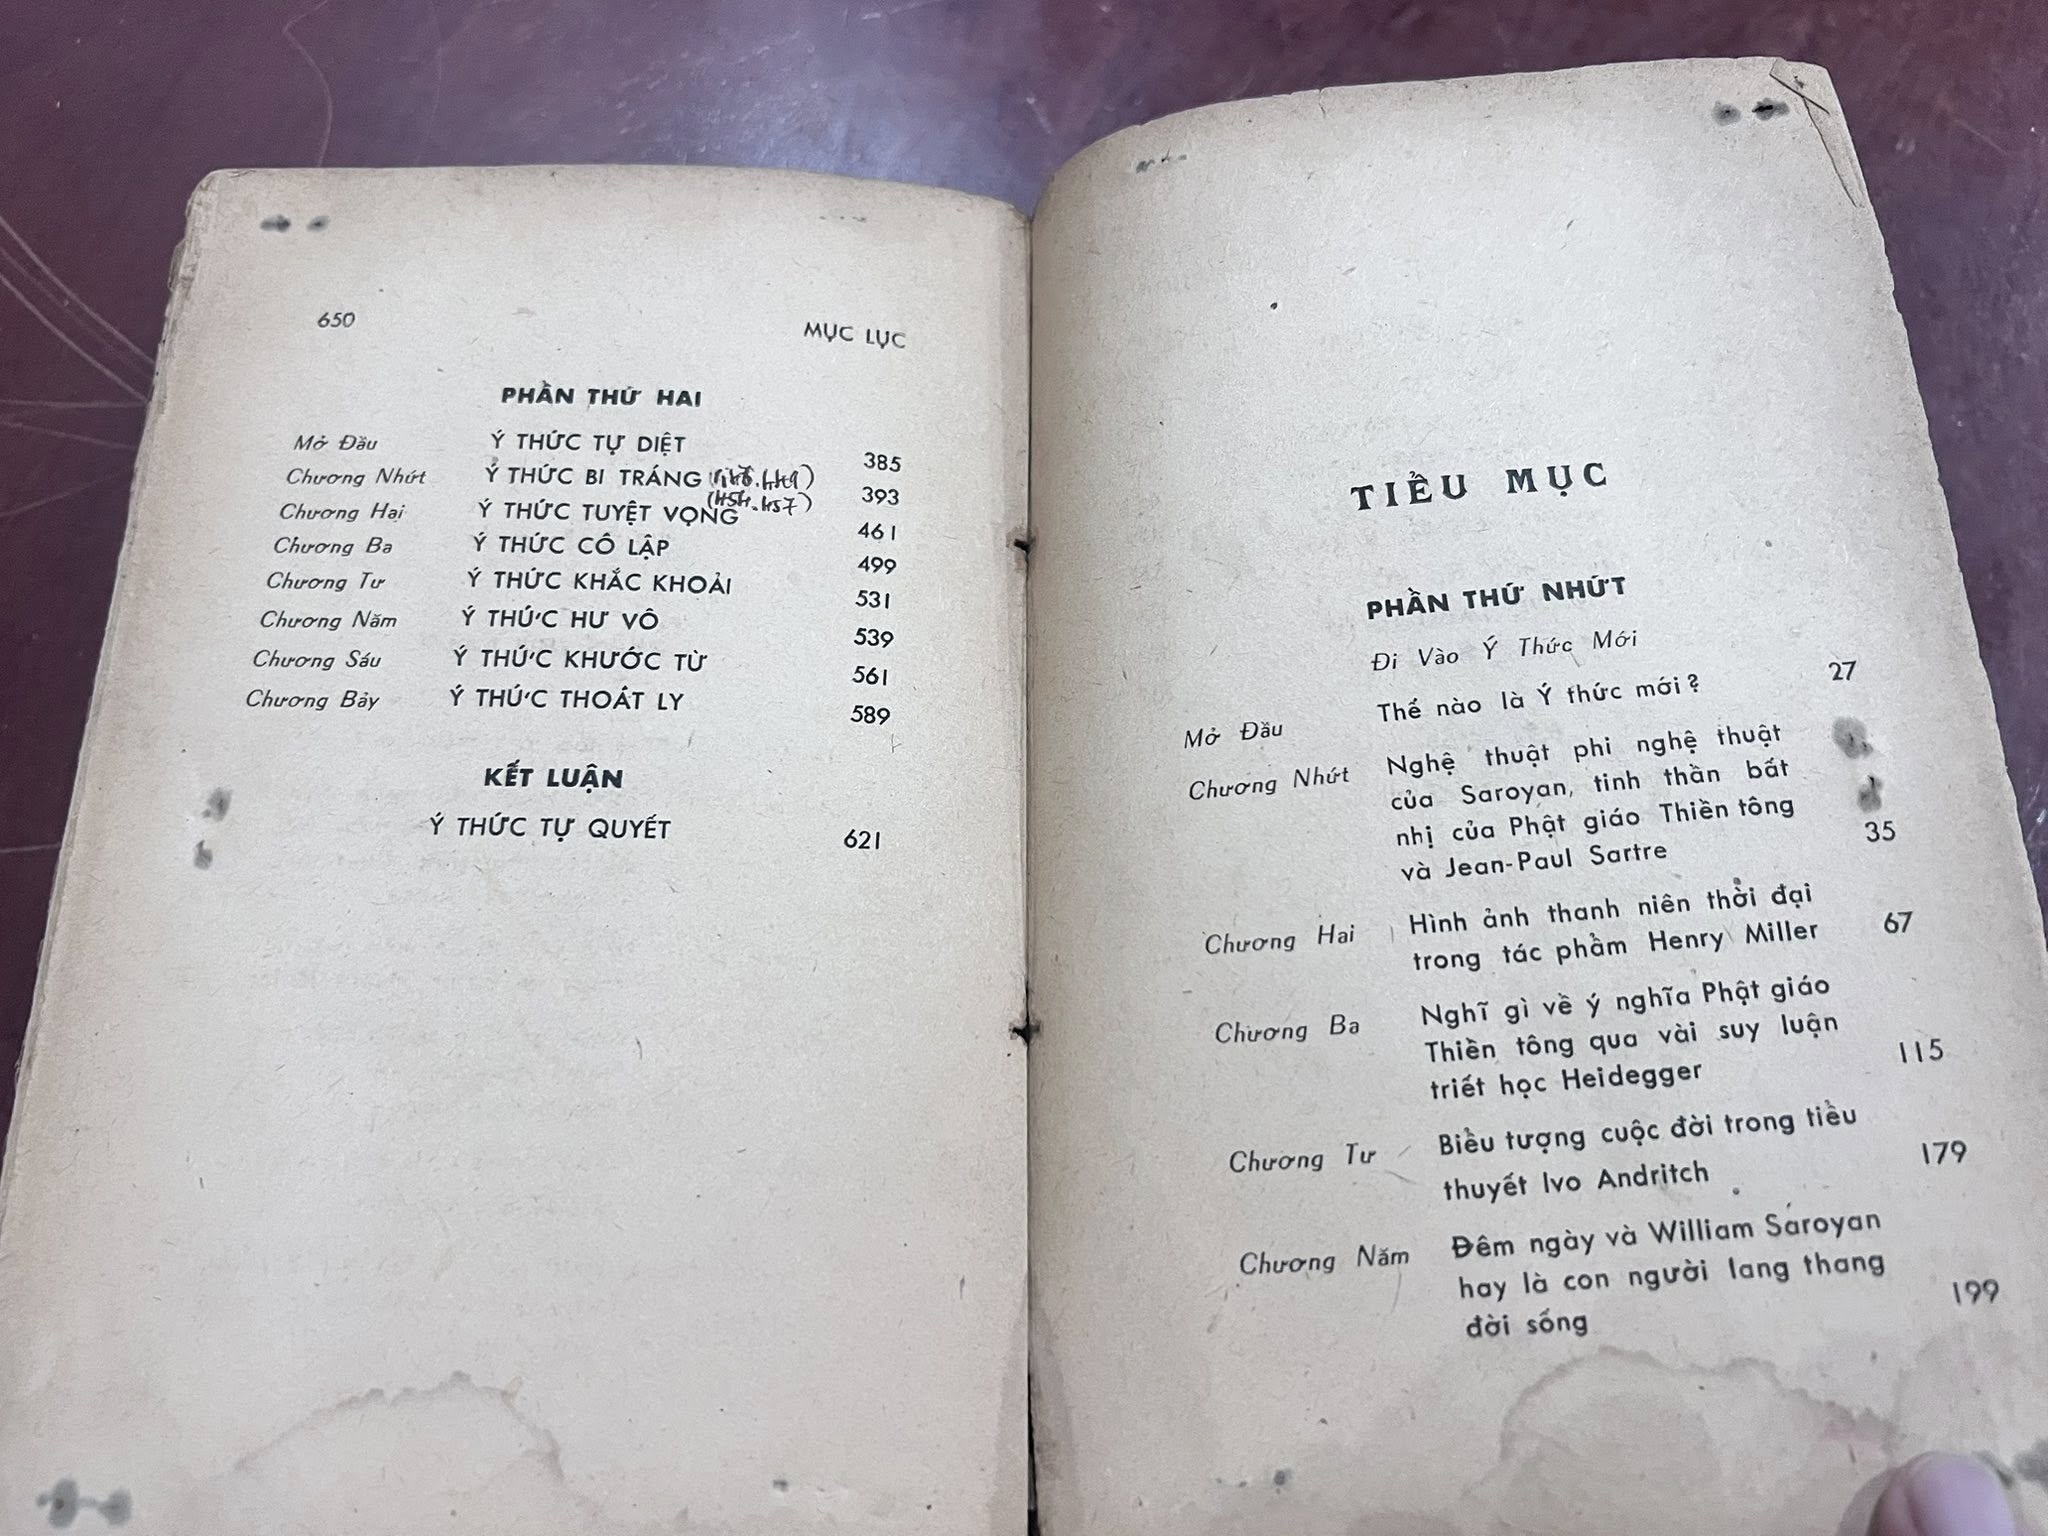 650 MỤC LỤC
PHẦN THỨ HAI
Mở Đầu Ý THỨC TỰ DIỆT 385
Chương Nhứt Ý THỨC BI TRÁNG 393
Chương Hai Ý THỨC TUYỆT VỌNG 461
Chương Ba Ý THỨC CÔ LẬP 499
Chương Tư Ý THỨC KHẮC KHOẢI 531
Chương Năm Ý THỨC HƯ VÔ 539
Chương Sáu Ý THỨC KHƯỚC TỪ 561
Chương Bảy Ý THỨC THOÁT LY 589
KẾT LUẬN
Ý THỨC TỰ QUYẾT 621
TIỂU MỤC
PHẦN THỨ NHỨT
Đi Vào Ý Thức Mới
Mở Đầu Thế nào là Ý thức mới? 27
Chương Nhứt Nghệ thuật phi nghệ thuật
của Saroyan, tinh thần bất
nhị của Phật giáo Thiền tông
và Jean-Paul Sartre 35
Chương Hai Hình ảnh thanh niên thời đại
trong tác phẩm Henry Miller 67
Chương Ba Nghĩ gì về ý nghĩa Phật giáo
Thiền tông qua vài suy luận
triết học Heidegger 115
Chương Tư Biểu tượng cuộc đời trong tiểu
thuyết Ivo Andritch 179
Chương Năm Đêm ngày và William Saroyan
hay là con người lang thang
đời sống 199